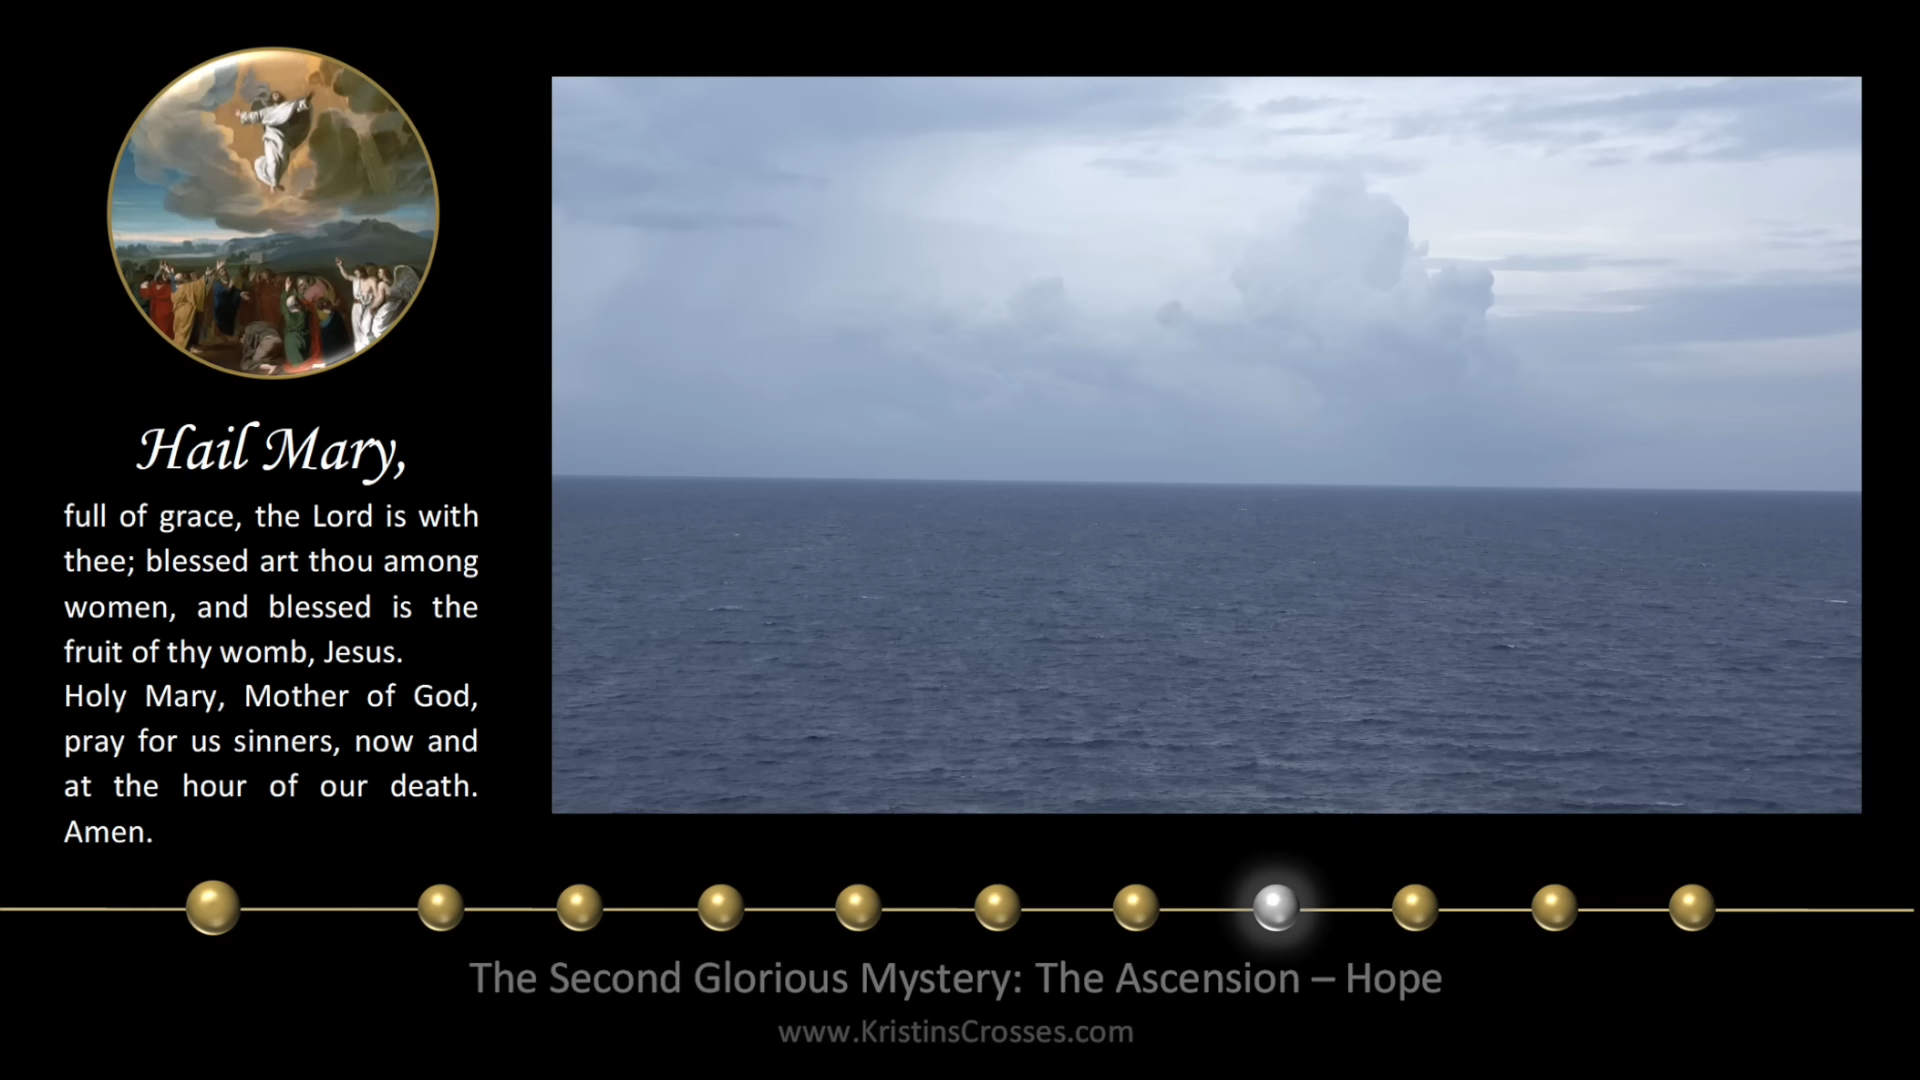 Hail Mary,
full of grace, the Lord is with
thee; blessed art thou among
women, and blessed is the
fruit of thy womb, Jesus.
Holy Mary, Mother of God,
pray for us sinners, now and
at the hour of our death.
Amen.
The Second Glorious Mystery: The Ascension – Hope
www.KristinsCrosses.com